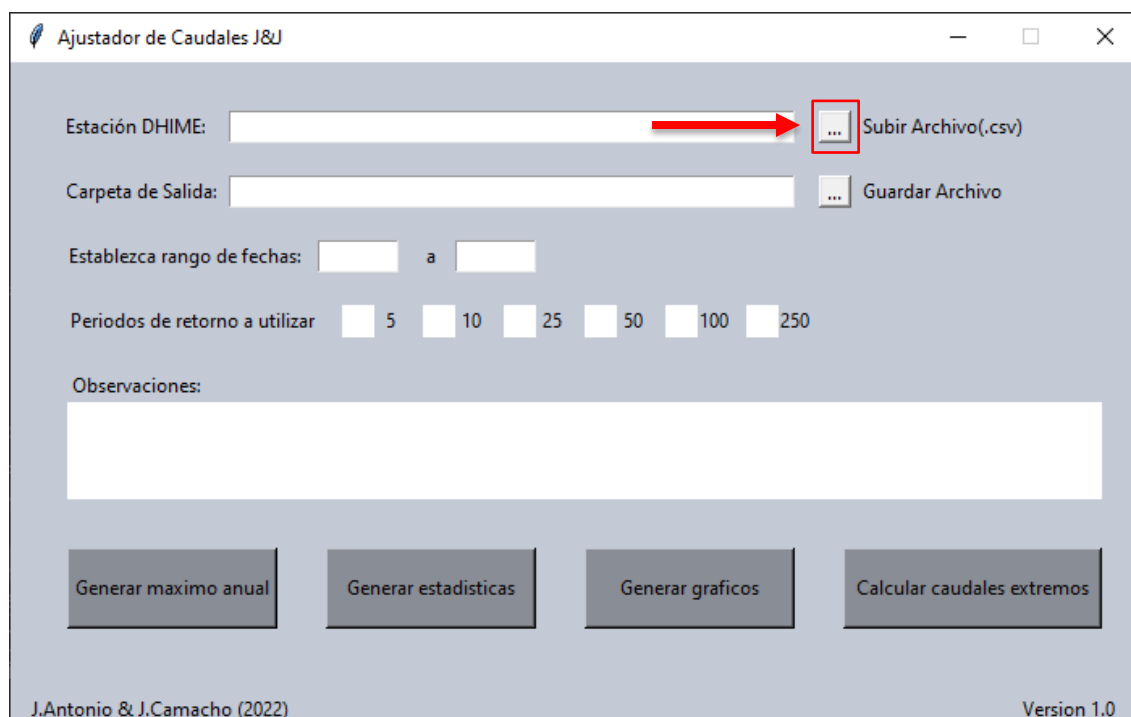 Ajustador de Caudales J&J
Estación DHIME: ... Subir Archivo(.csv)
Carpeta de Salida: ... Guardar Archivo
Establezca rango de fechas: a
Periodos de retorno a utilizar 5 10 25 50 100 250
Observaciones:
Generar maximo anual Generar estadisticas Generar graficos Calcular caudales extremos
J.Antonio & J.Camacho (2022) Version 1.0